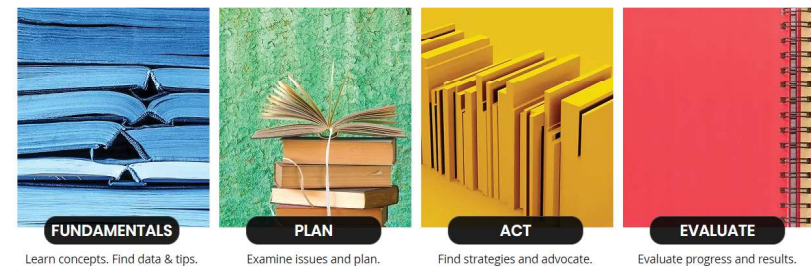 FUNDAMENTALS
Learn concepts. Find data & tips.
PLAN
Examine issues and plan.
ACT
Find strategies and advocate.
EVALUATE
Evaluate progress and results.